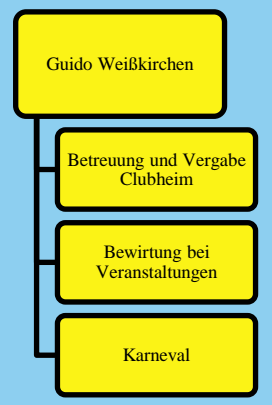 Guido Weißkirchen
Betreuung und Vergabe
Clubheim
Bewirtung bei
Veranstaltungen
Karneval